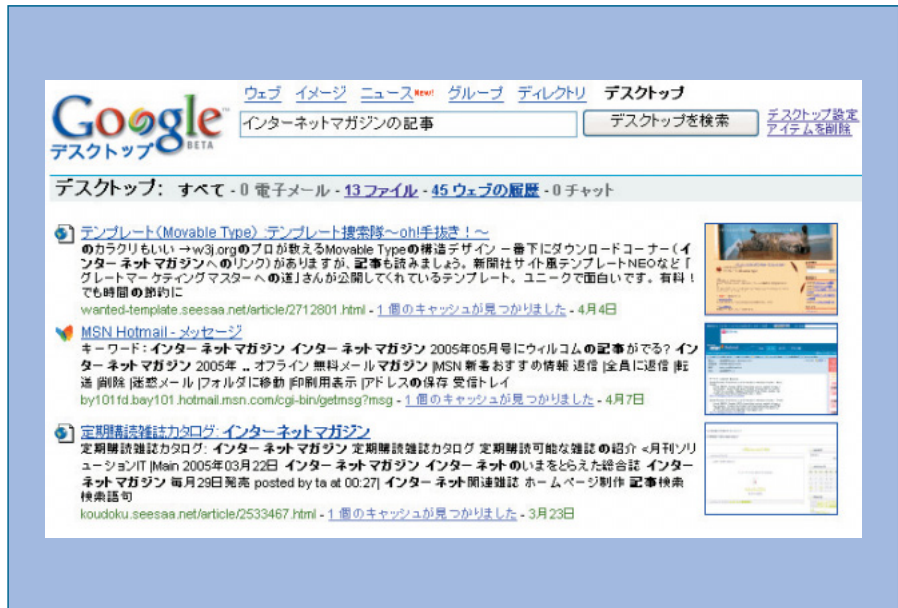 ウェブ イメージ ニュースNew! グループ ディレクトリ デスクトップ
Google™
デスクトップ BETA
インターネットマガジンの記事 デスクトップを検索 デスクトップ設定
アイテムを削除
デスクトップ: すべて - 0 電子メール - 13 ファイル - 45 ウェブの履歴 - 0 チャット
テンプレート(Movable Type) :テンプレート捜索隊~oh!手抜き!~
のカラクリもいい →w3j.orgのプロが教えるMovable Typeの構造デザイン 一番下にダウンロードコーナー(イ
ンターネットマガジンへのリンク)がありますが、記事も読みましょう。新聞社サイト風テンプレートNEOなど「
グレートマーケティングマスターへの道」さんが公開してくれているテンプレート。ユニークで面白いです。有料!
でも時間の節約に
wanted-template.seesaa.net/article/2712801.html - 1 個のキャッシュが見つかりました - 4月4日
MSN Hotmail - メッセージ
キーワード:インターネットマガジン インターネットマガジン 2005年05月号にウィルコムの記事がでる? イン
ターネットマガジン 2005年 .. オフライン 無料メールマガジン |MSN 新着おすすめ情報 返信 |全員に返信 |転
送 |削除 |迷惑メール |フォルダに移動 |印刷用表示 |アドレスの保存 受信トレイ
by101fd.bay101.hotmail.msn.com/cgi-bin/getmsg?msg - 1 個のキャッシュが見つかりました - 4月7日
定期購読雑誌カタログ: インターネットマガジン
定期購読雑誌カタログ: インターネットマガジン 定期購読雑誌カタログ 定期購読可能な雑誌の紹介 «月刊ソリ
ューションIT |Main 2005年03月22日 インターネットマガジン インターネットのいまをとらえた総合誌 インター
ネットマガジン 毎月29日発売 posted by ta at 00:27| インターネット関連雑誌 ホームページ制作 記事検索
検索語句
koudoku.seesaa.net/article/2533467.html - 1 個のキャッシュが見つかりました - 3月23日